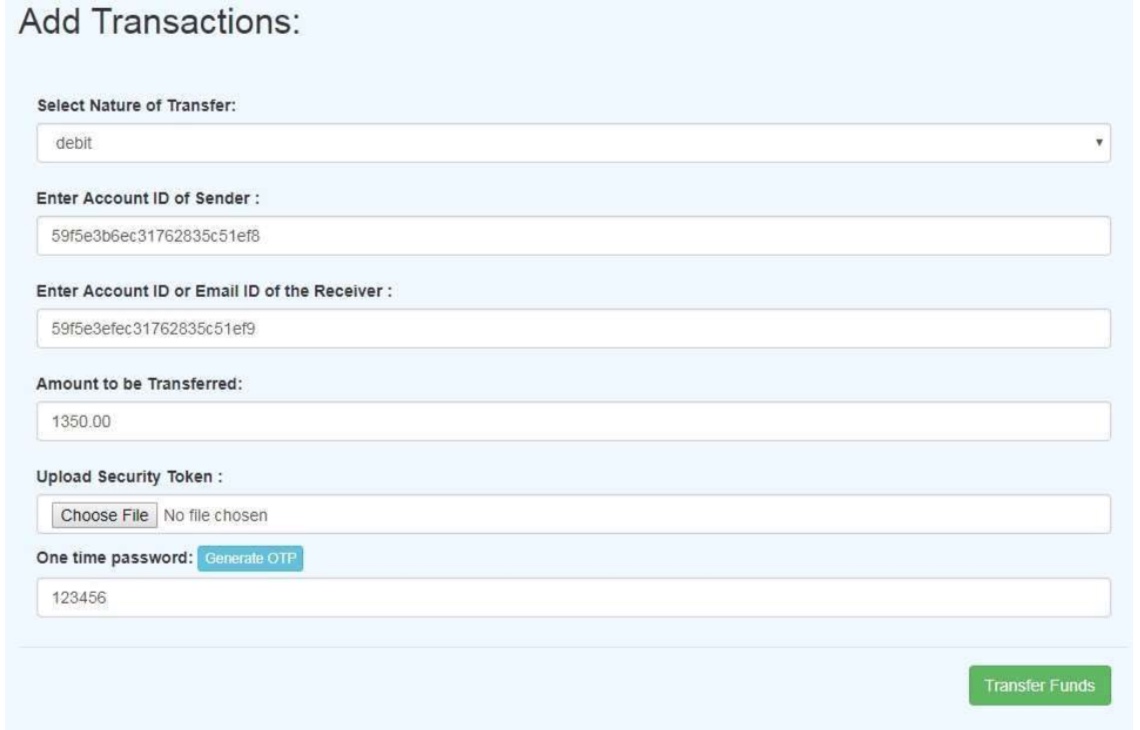 Add Transactions:
Select Nature of Transfer:
debit
Enter Account ID of Sender :
59f5e3b6ec31762835c51ef8
Enter Account ID or Email ID of the Receiver :
59f5e3efec31762835c51ef9
Amount to be Transferred:
1350.00
Upload Security Token :
Choose File No file chosen
One time password: Generate OTP
123456
Transfer Funds